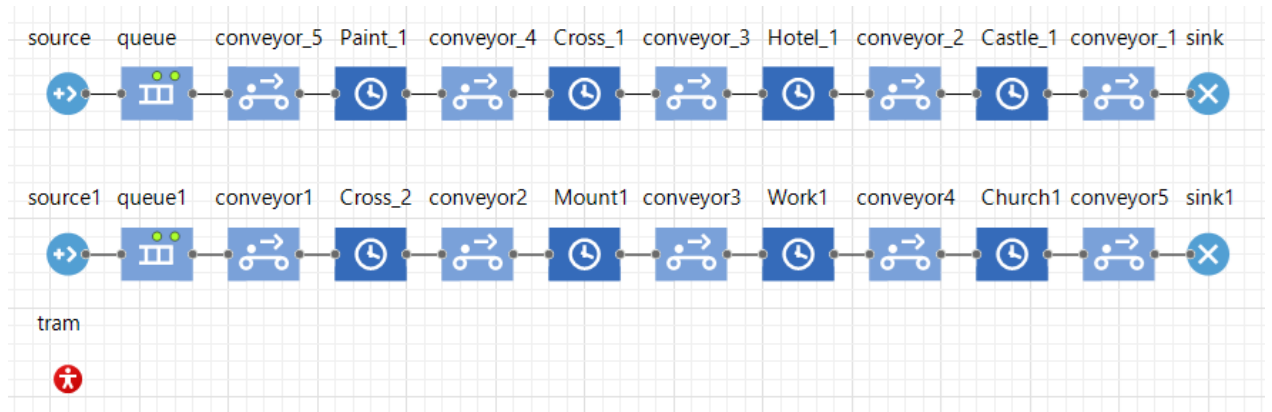 source queue conveyor_5 Paint_1 conveyor_4 Cross_1 conveyor_3 Hotel_1 conveyor_2 Castle_1 conveyor_1 sink
source1 queue1 conveyor1 Cross_2 conveyor2 Mount1 conveyor3 Work1 conveyor4 Church1 conveyor5 sink1
tram